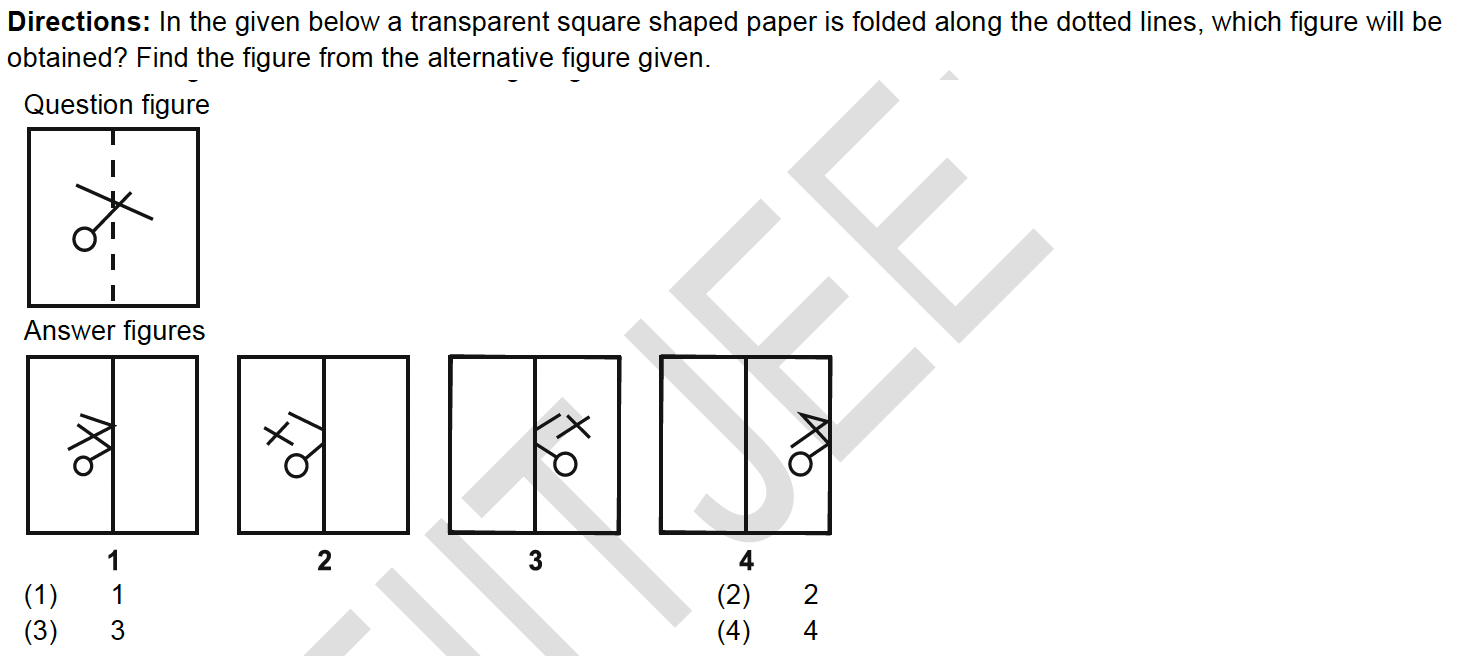 Directions: In the given below a transparent square shaped paper is folded along the dotted lines, which figure will be
obtained? Find the figure from the alternative figure given.
Question figure
Answer figures
1 2 3 4
(1) 1 (2) 2
(3) 3 (4) 4
FIITJEE